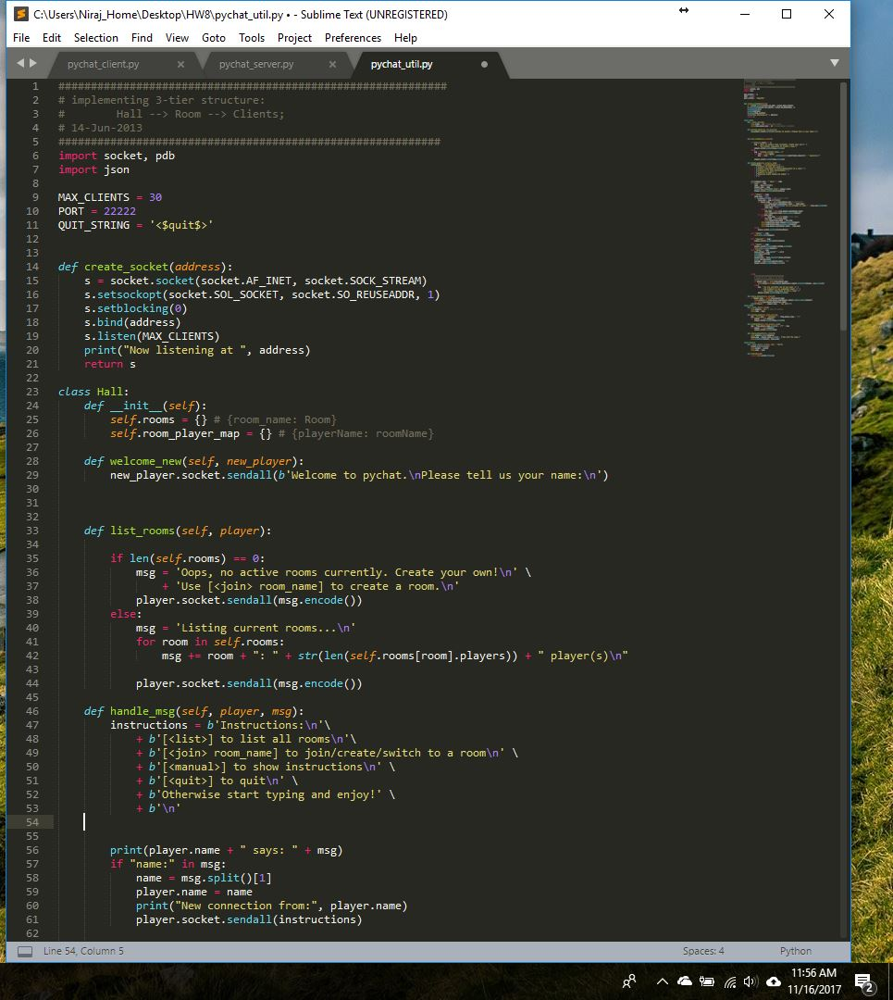 C:\Users\Niraj_Home\Desktop\HW8\pychat_util.py • - Sublime Text (UNREGISTERED)
File Edit Selection Find View Goto Tools Project Preferences Help
pychat_client.py × pychat_server.py × pychat_util.py
1 ############################################################
2 # implementing 3-tier structure:
3 #        Hall --> Room --> Clients;
4 # 14-Jun-2013
5 ###########################################################
6 import socket, pdb
7 import json
8
9 MAX_CLIENTS = 30
10 PORT = 22222
11 QUIT_STRING = '<$quit$>'
12
13
14 def create_socket(address):
15     s = socket.socket(socket.AF_INET, socket.SOCK_STREAM)
16     s.setsockopt(socket.SOL_SOCKET, socket.SO_REUSEADDR, 1)
17     s.setblocking(0)
18     s.bind(address)
19     s.listen(MAX_CLIENTS)
20     print("Now listening at ", address)
21     return s
22
23 class Hall:
24     def __init__(self):
25         self.rooms = {} # {room_name: Room}
26         self.room_player_map = {} # {playerName: roomName}
27
28     def welcome_new(self, new_player):
29         new_player.socket.sendall(b'Welcome to pychat.\nPlease tell us your name:\n')
30
31
32
33     def list_rooms(self, player):
34
35         if len(self.rooms) == 0:
36             msg = 'Oops, no active rooms currently. Create your own!\n' \
37                 + 'Use [<join> room_name] to create a room.\n'
38             player.socket.sendall(msg.encode())
39         else:
40             msg = 'Listing current rooms...\n'
41             for room in self.rooms:
42                 msg += room + ": " + str(len(self.rooms[room].players)) + " player(s)\n"
43
44             player.socket.sendall(msg.encode())
45
46     def handle_msg(self, player, msg):
47         instructions = b'Instructions:\n'\
48             + b'[<list>] to list all rooms\n'\
49             + b'[<join> room_name] to join/create/switch to a room\n' \
50             + b'[<manual>] to show instructions\n' \
51             + b'[<quit>] to quit\n' \
52             + b'Otherwise start typing and enjoy!' \
53             + b'\n'
54
55
56         print(player.name + " says: " + msg)
57         if "name:" in msg:
58             name = msg.split()[1]
59             player.name = name
60             print("New connection from:", player.name)
61             player.socket.sendall(instructions)
62
Line 54, Column 5 Spaces: 4 Python
11:56 AM
11/16/2017
2